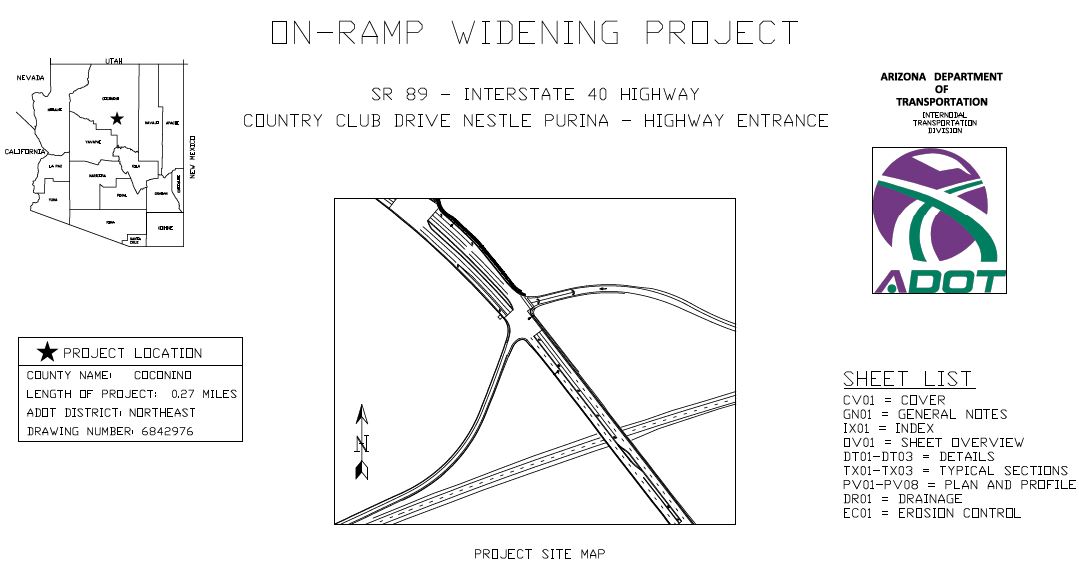 ON-RAMP WIDENING PROJECT
SR 89 - INTERSTATE 40 HIGHWAY
COUNTRY CLUB DRIVE NESTLE PURINA - HIGHWAY ENTRANCE
UTAH
NEVADA
CALIFORNIA
NEW MEXICO
COCONINO
MOHAVE
NAVAJO
APACHE
YAVAPAI
LA PAZ
GILA
MARICOPA
PINAL
GRAHAM
YUMA
PIMA
SANTA
CRUZ
ARIZONA DEPARTMENT
OF
TRANSPORTATION
INTERMODAL
TRANSPORTATION
DIVISION
ADOT
PROJECT LOCATION
COUNTY NAME: COCONINO
LENGTH OF PROJECT: 0.27 MILES
ADOT DISTRICT: NORTHEAST
DRAWING NUMBER: 6842976
N
SHEET LIST
CV01 = COVER
GN01 = GENERAL NOTES
IX01 = INDEX
OV01 = SHEET OVERVIEW
DT01-DT03 = DETAILS
TX01-TX03 = TYPICAL SECTIONS
PV01-PV08 = PLAN AND PROFILE
DR01 = DRAINAGE
EC01 = EROSION CONTROL
PROJECT SITE MAP